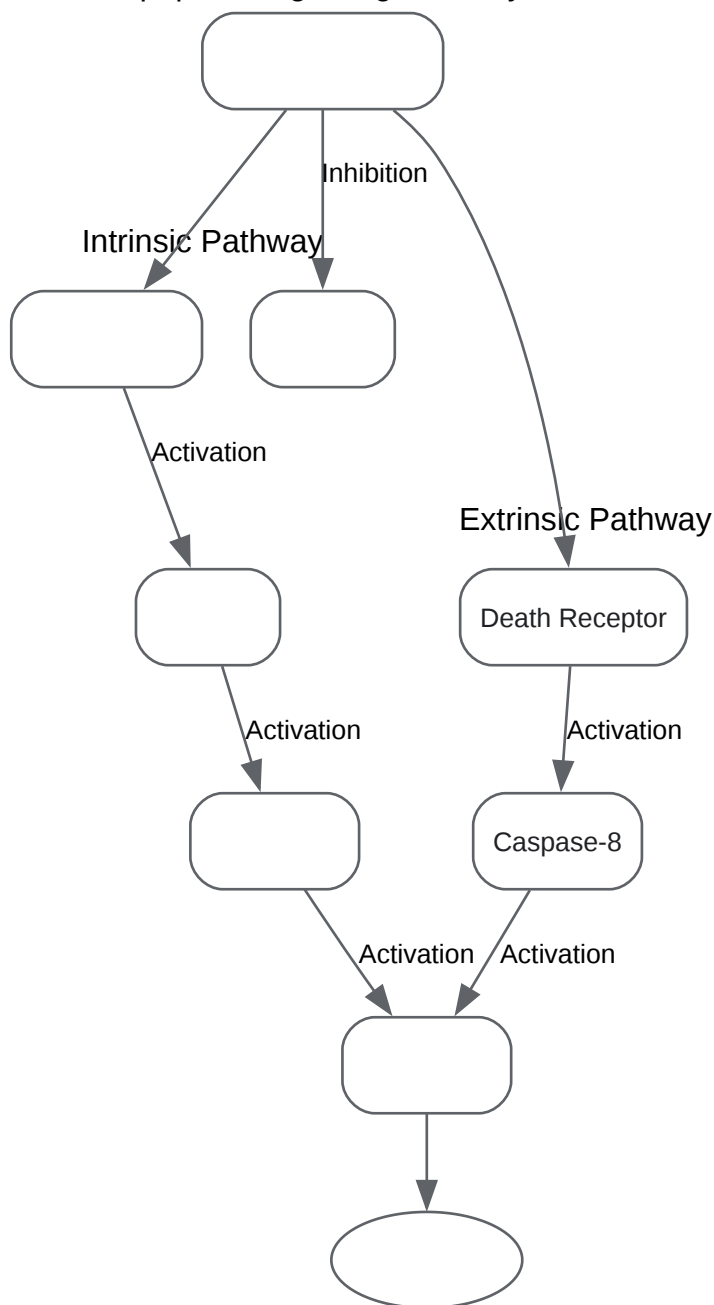 Inhibition
Intrinsic Pathway
Activation
Extrinsic Pathway
Death Receptor
Activation
Activation
Caspase-8
Activation
Activation